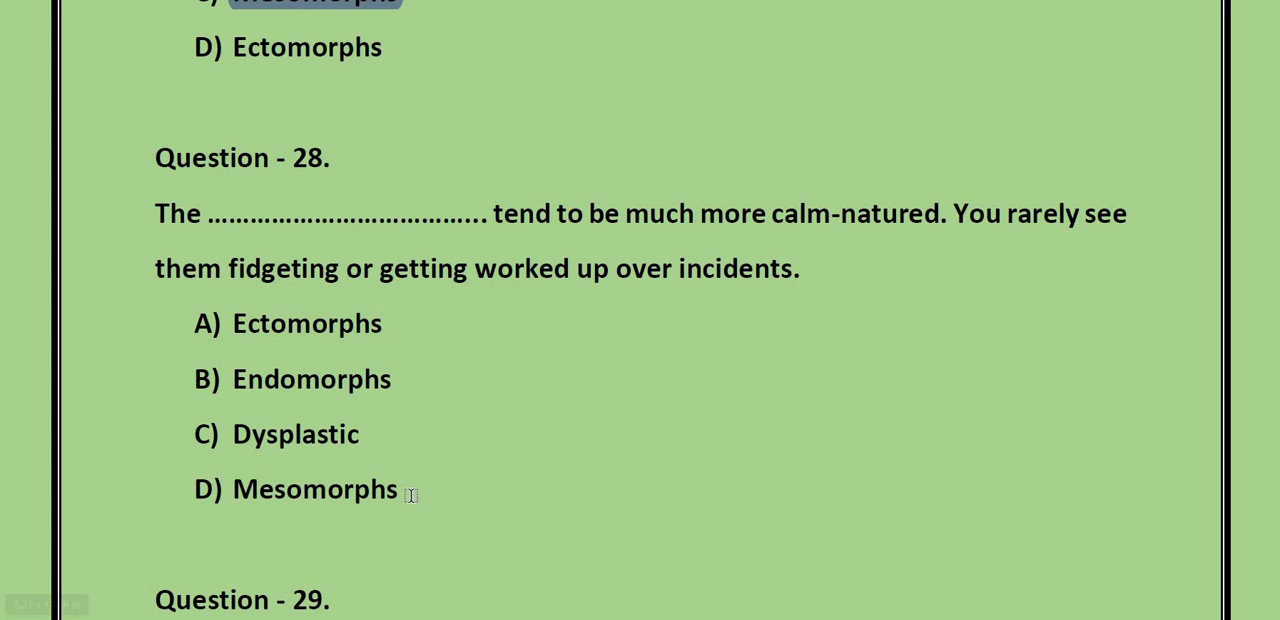 C) Mesomorphs
D) Ectomorphs
Question - 28.
The ……………………………….. tend to be much more calm-natured. You rarely see
them fidgeting or getting worked up over incidents.
A) Ectomorphs
B) Endomorphs
C) Dysplastic
D) Mesomorphs
Question - 29.